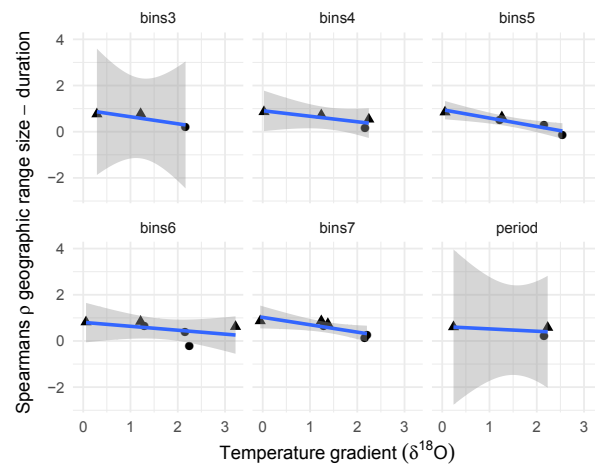 bins3 bins4 bins5
4
2
0
−2
bins6 bins7 period
4
2
0
−2
0 1 2 3 0 1 2 3 0 1 2 3
Temperature gradient (δ¹⁸O)
Spearmans ρ geographic range size − duration